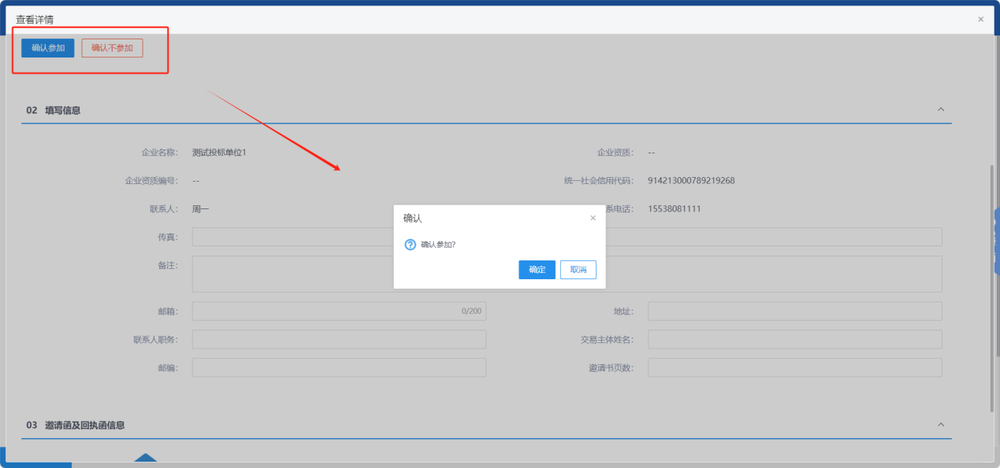 查看详情
确认参加 确认不参加
02 填写信息
企业名称： 测试投标单位1 企业资质： --
企业资质编号： -- 统一社会信用代码： 914213000789219268
联系人： 周一 系电话： 15538081111
传真：
备注：
确认
确认参加?
确定 取消
邮箱： 0/200 地址：
联系人职务： 交易主体姓名：
邮编： 邀请书页数：
03 邀请函及回执函信息